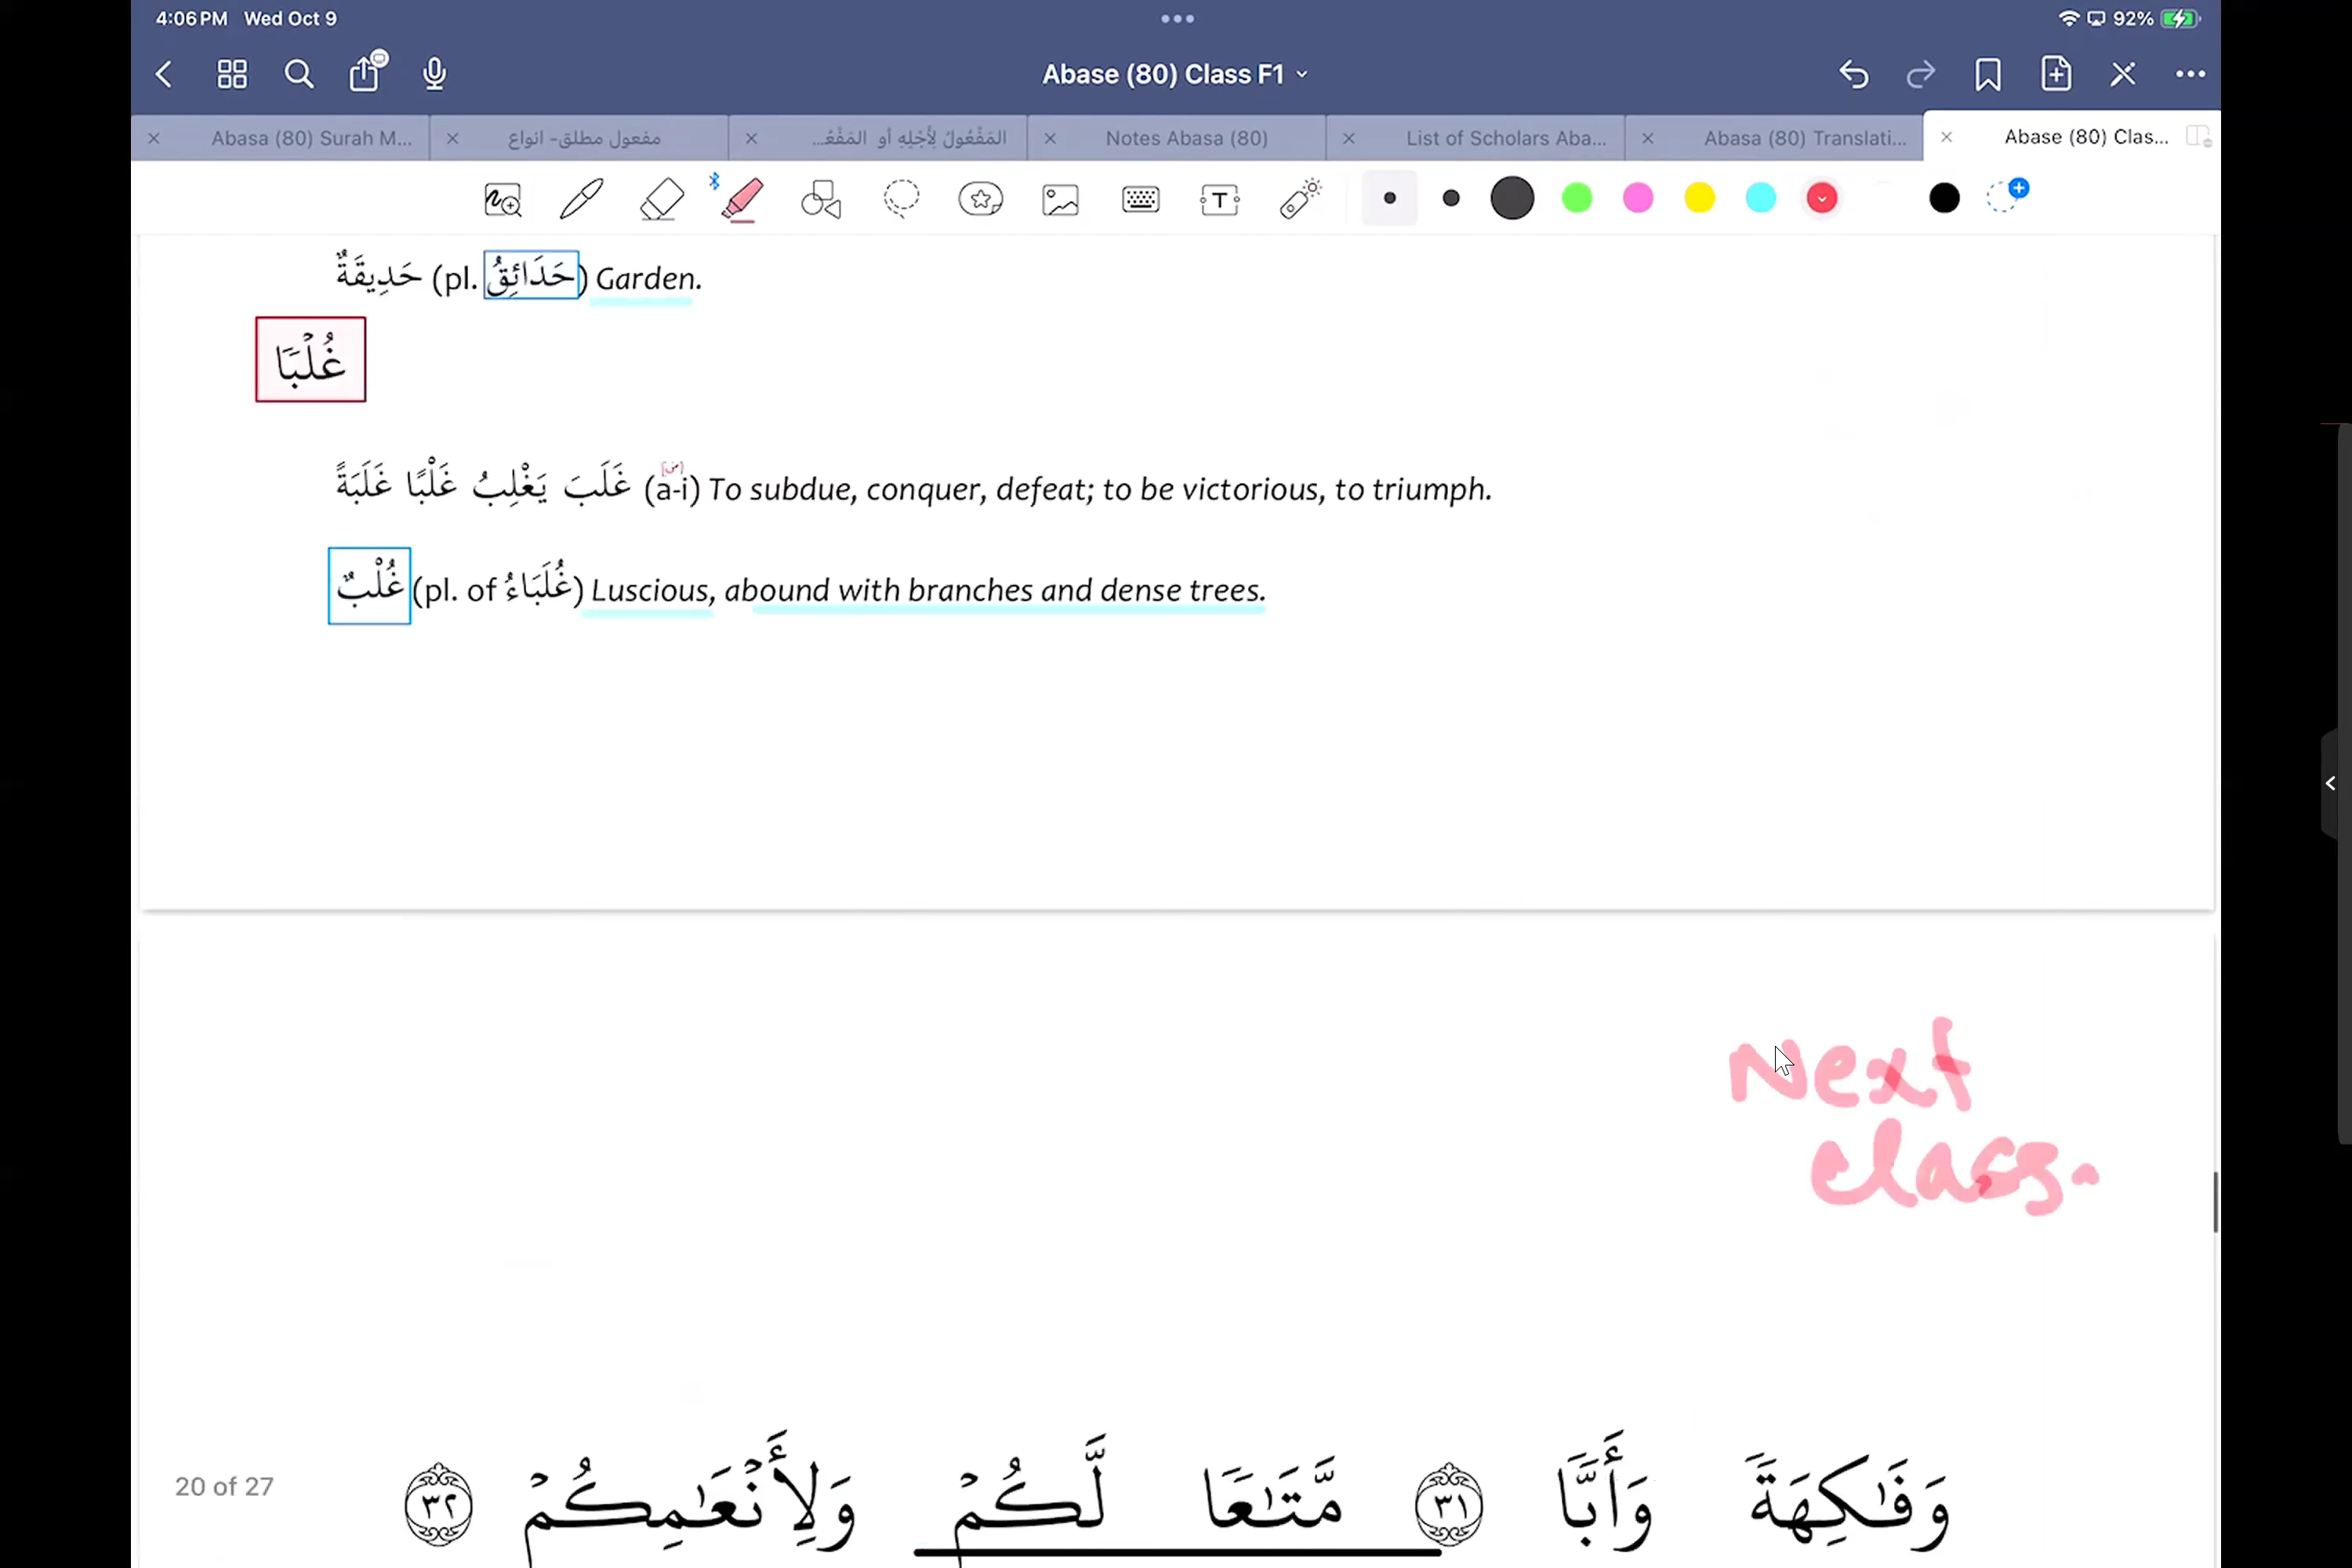 4:06 PM Wed Oct 9
92%
Abase (80) Class F1
Abasa (80) Surah M...
مفعول مطلق- انواع
المَفْعُولُ لِأَجْلِهِ أو المَفْعُ...
Notes Abasa (80)
List of Scholars Aba...
Abasa (80) Translati...
Abase (80) Clas...
حَدِيقَةٌ (pl. حَدَائِقُ) Garden.
غُلْبًا
[ض]
غَلَبَ يَغْلِبُ غَلْبًا غَلَبَةً (a-i) To subdue, conquer, defeat; to be victorious, to triumph.
غُلْبٌ (pl. of غُلَبَاءُ) Luscious, abound with branches and dense trees.
Next
class.
وَفَـٰكِهَةً وَأَبًّا ٣١ مَّتَـٰعًا لَّكُمْ وَلِأَنْعَـٰمِكُمْ ٣٢
20 of 27